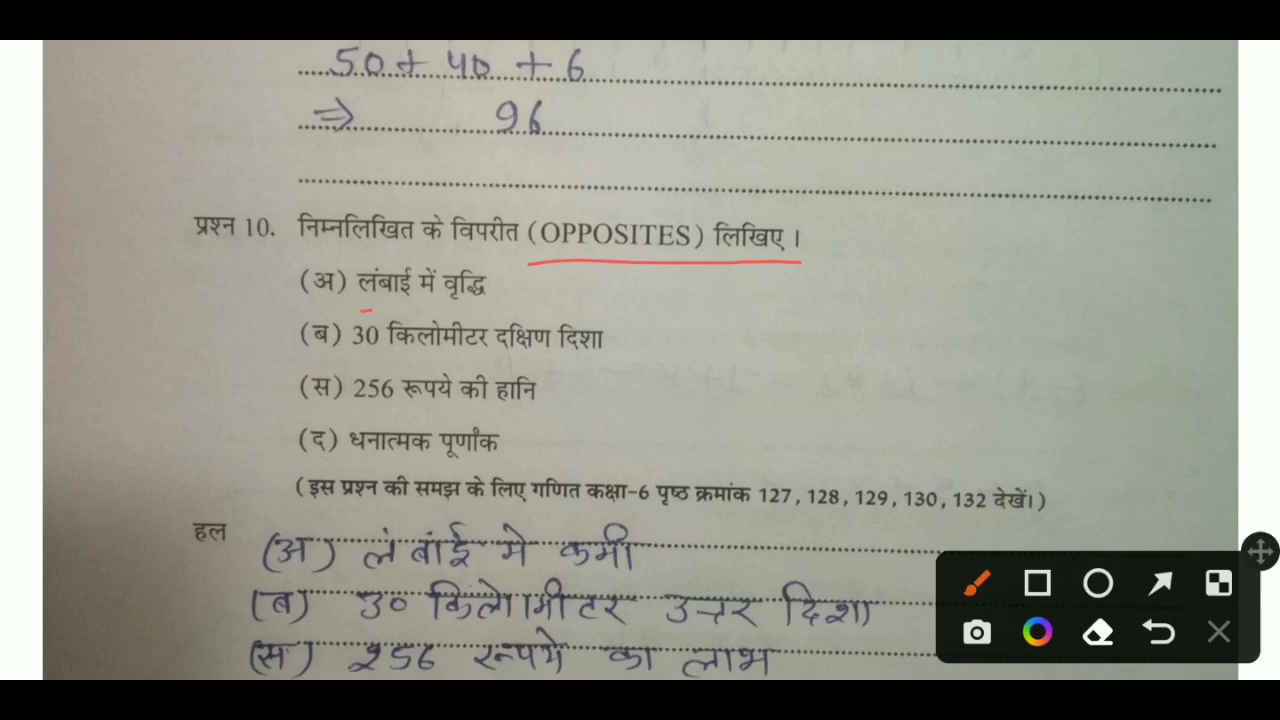 50 + 40 + 6
⇒ 96
प्रश्न 10. निम्नलिखित के विपरीत (OPPOSITES) लिखिए ।
(अ) लंबाई में वृद्धि
(ब) 30 किलोमीटर दक्षिण दिशा
(स) 256 रूपये की हानि
(द) धनात्मक पूर्णांक
(इस प्रश्न की समझ के लिए गणित कक्षा-6 पृष्ठ क्रमांक 127, 128, 129, 130, 132 देखें।)
हल
(अ) लंबांई मे कमी
(ब) 30 किलोमीटर उत्तर दिशा
(स) 256 रूपये का लाभ